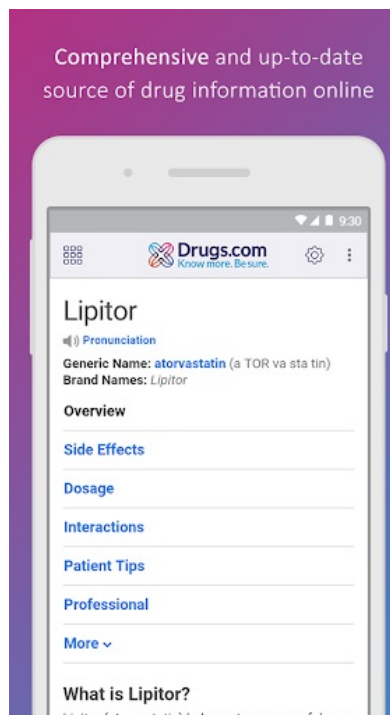 Comprehensive and up-to-date
source of drug information online
9:30
Drugs.com
Know more. Be sure.
Lipitor
Pronunciation
Generic Name: atorvastatin (a TOR va sta tin)
Brand Names: Lipitor
Overview
Side Effects
Dosage
Interactions
Patient Tips
Professional
More
What is Lipitor?